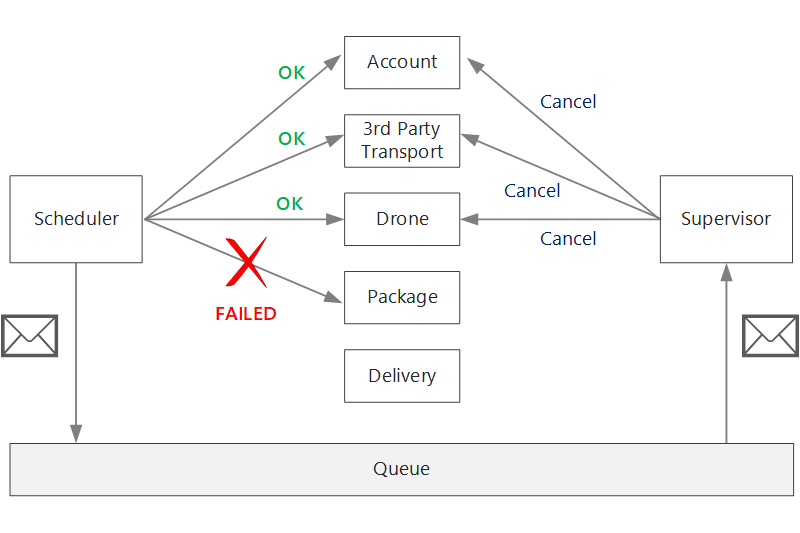 Account
OK
Cancel
3rd Party
Transport
OK
Cancel
Scheduler
OK
Drone
Supervisor
Cancel
FAILED
Package
Delivery
Queue